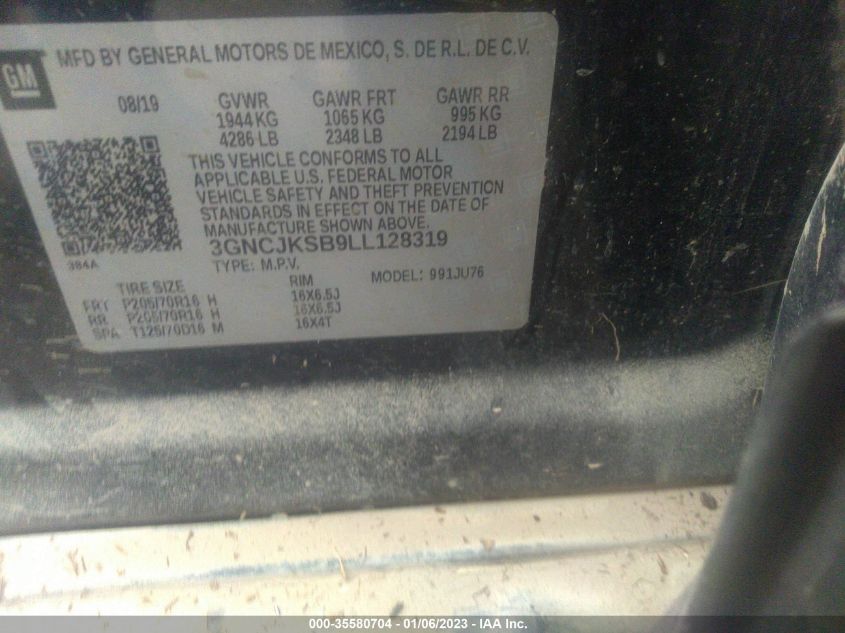 GM
MFD BY GENERAL MOTORS DE MEXICO, S. DE R.L. DE C.V.
08/19 GVWR GAWR FRT GAWR RR
1944 KG 1065 KG 995 KG
4286 LB 2348 LB 2194 LB
THIS VEHICLE CONFORMS TO ALL
APPLICABLE U.S. FEDERAL MOTOR
VEHICLE SAFETY AND THEFT PREVENTION
STANDARDS IN EFFECT ON THE DATE OF
MANUFACTURE SHOWN ABOVE.
3GNCJKSB9LL128319
384A
TYPE: M.P.V. MODEL: 991JU76
TIRE SIZE RIM
FRT P205/70R16 H 16X6.5J
RR P205/70R16 H 16X6.5J
SPA T125/70D16 M 16X4T
000-35580704 - 01/06/2023 - IAA Inc.